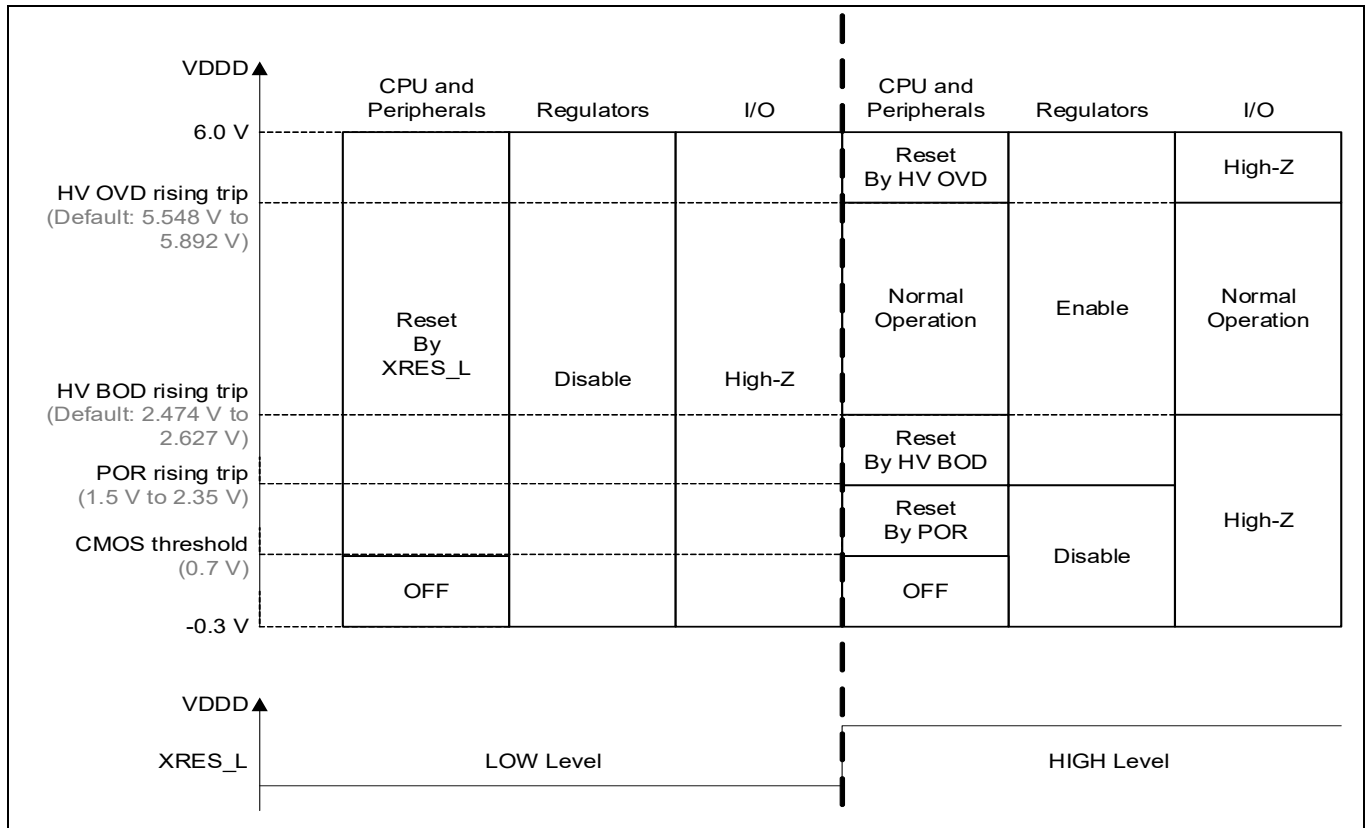 VDDD
CPU and
Peripherals
Regulators
I/O
CPU and
Peripherals
Regulators
I/O
6.0 V
Reset
By HV OVD
High-Z
HV OVD rising trip
(Default: 5.548 V to
5.892 V)
Reset
By
XRES_L
Disable
High-Z
Normal
Operation
Enable
Normal
Operation
HV BOD rising trip
(Default: 2.474 V to
2.627 V)
Reset
By HV BOD
POR rising trip
(1.5 V to 2.35 V)
Reset
By POR
High-Z
CMOS threshold
(0.7 V)
Disable
OFF
OFF
-0.3 V
VDDD
XRES_L
LOW Level
HIGH Level